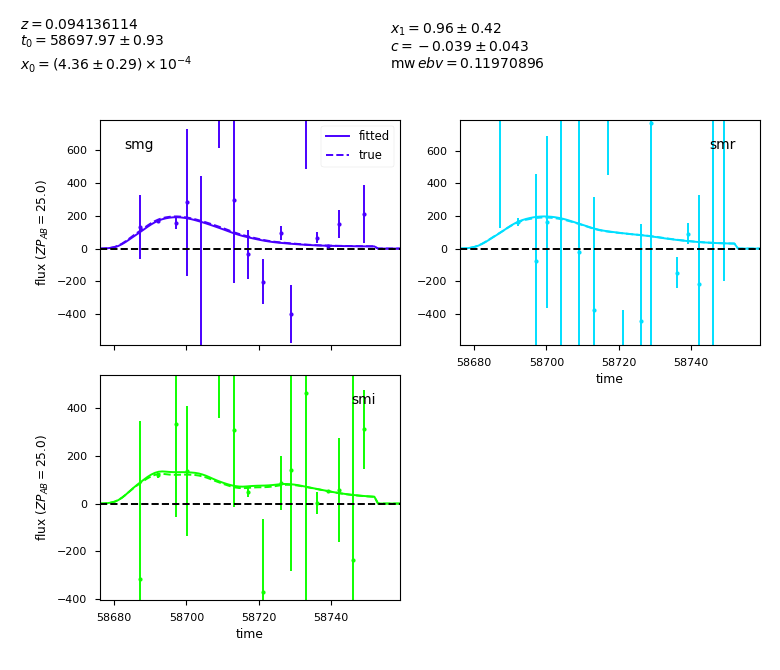 z = 0.094136114
t₀ = 58697.97 ± 0.93
x₀ = (4.36 ± 0.29) × 10⁻⁴
x₁ = 0.96 ± 0.42
c = −0.039 ± 0.043
mw ebv = 0.11970896
smg
fitted
true
600
400
200
0
−200
−400
flux (ZP_AB = 25.0)
smr
600
400
200
0
−200
−400
58680 58700 58720 58740
time
smi
400
200
0
−200
−400
flux (ZP_AB = 25.0)
58680 58700 58720 58740
time